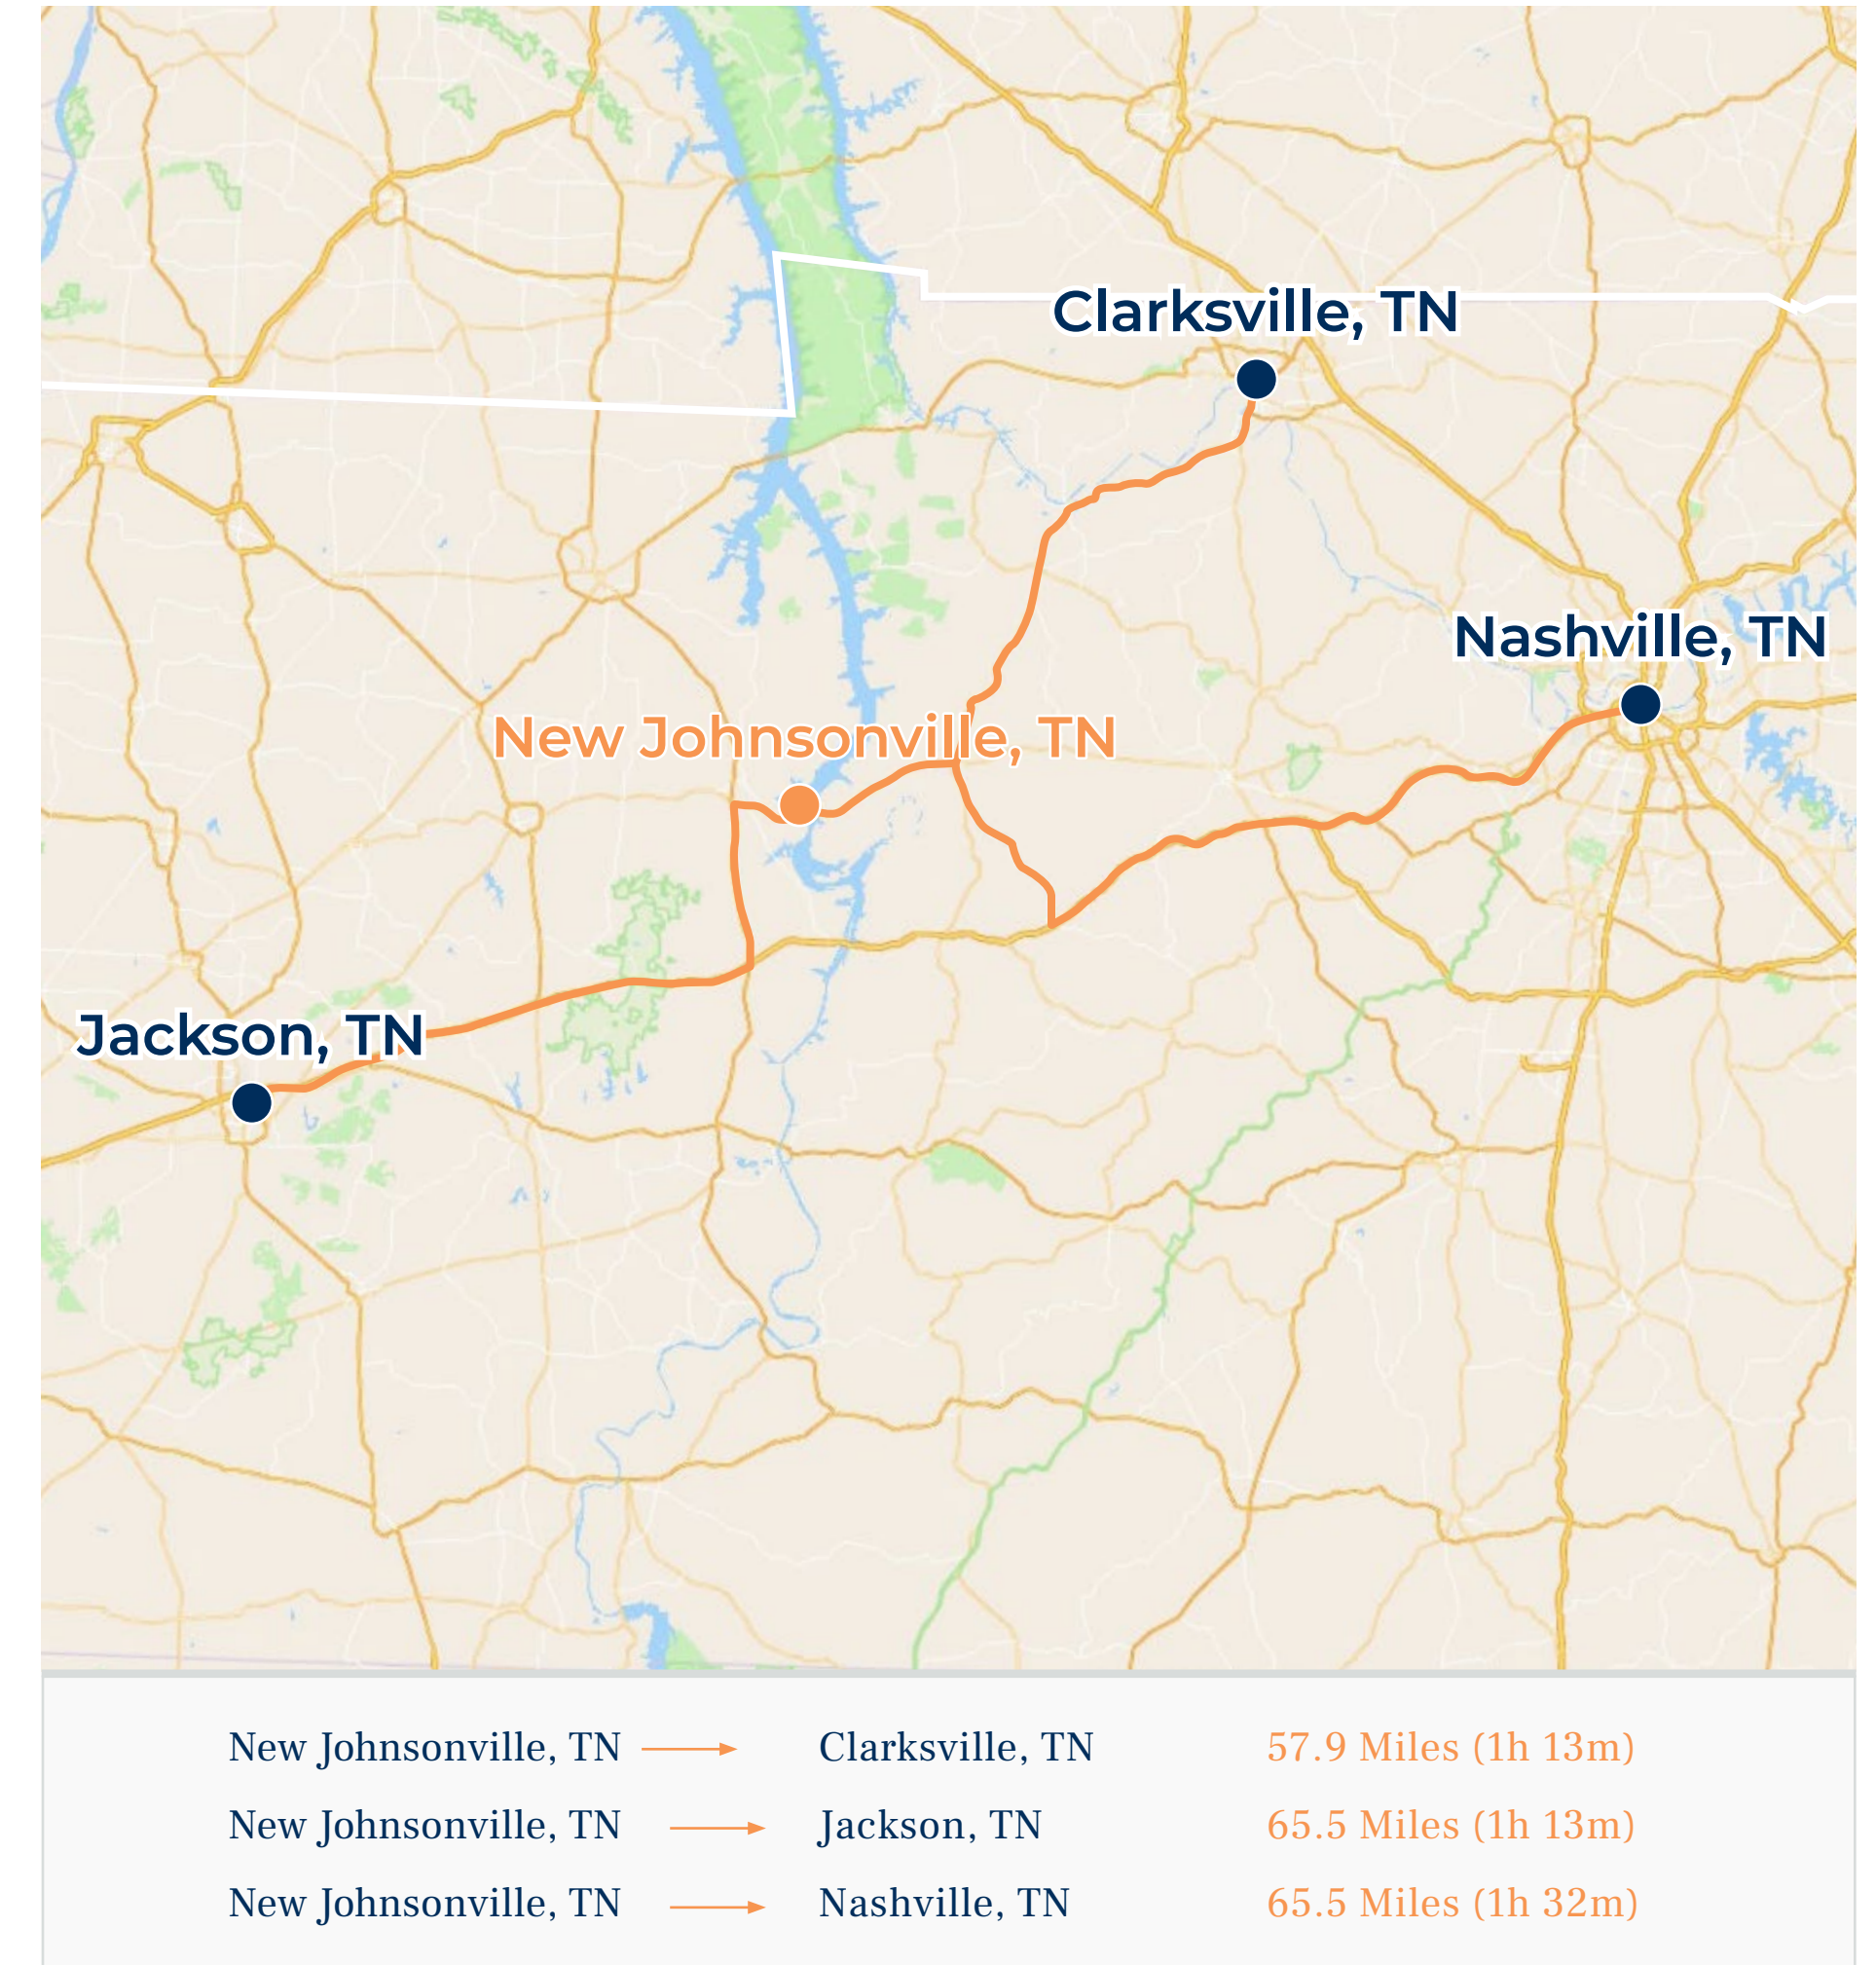 Clarksville, TN
Nashville, TN
New Johnsonville, TN
Jackson, TN
New Johnsonville, TN Clarksville, TN 57.9 Miles (1h 13m)
New Johnsonville, TN Jackson, TN 65.5 Miles (1h 13m)
New Johnsonville, TN Nashville, TN 65.5 Miles (1h 32m)